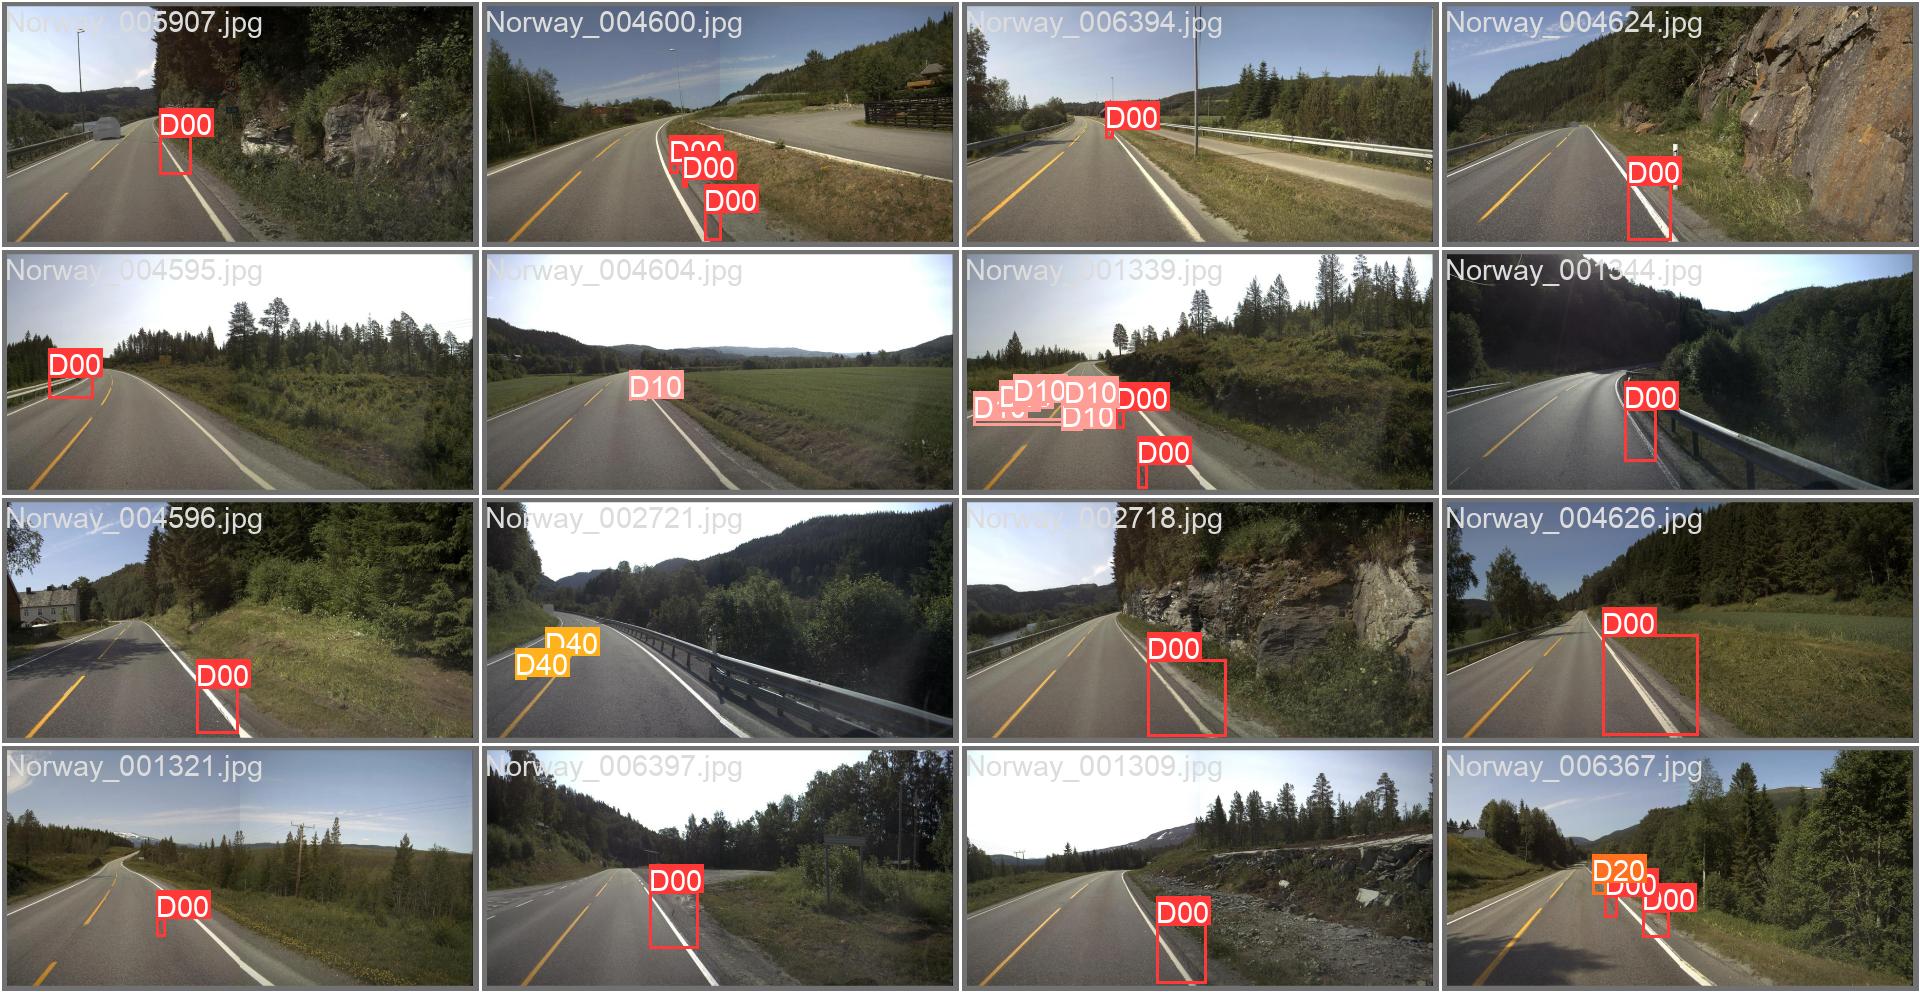 Norway_005907.jpg
D00
Norway_004600.jpg
D00
D00
D00
Norway_006394.jpg
D00
Norway_004624.jpg
D00
Norway_004595.jpg
D00
Norway_004604.jpg
D10
Norway_001339.jpg
D10
D10
D10
D10
D00
D00
Norway_001344.jpg
D00
Norway_004596.jpg
D00
Norway_002721.jpg
D40
D40
Norway_002718.jpg
D00
Norway_004626.jpg
D00
Norway_001321.jpg
D00
Norway_006397.jpg
D00
Norway_001309.jpg
D00
Norway_006367.jpg
D20
D00
D00